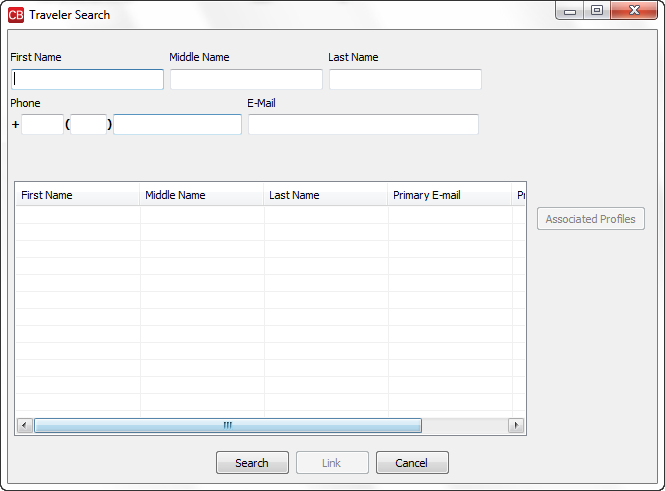 CB Traveler Search
First Name Middle Name Last Name
Phone E-Mail
+ ( )
First Name Middle Name Last Name Primary E-mail Pr
Associated Profiles
Search Link Cancel